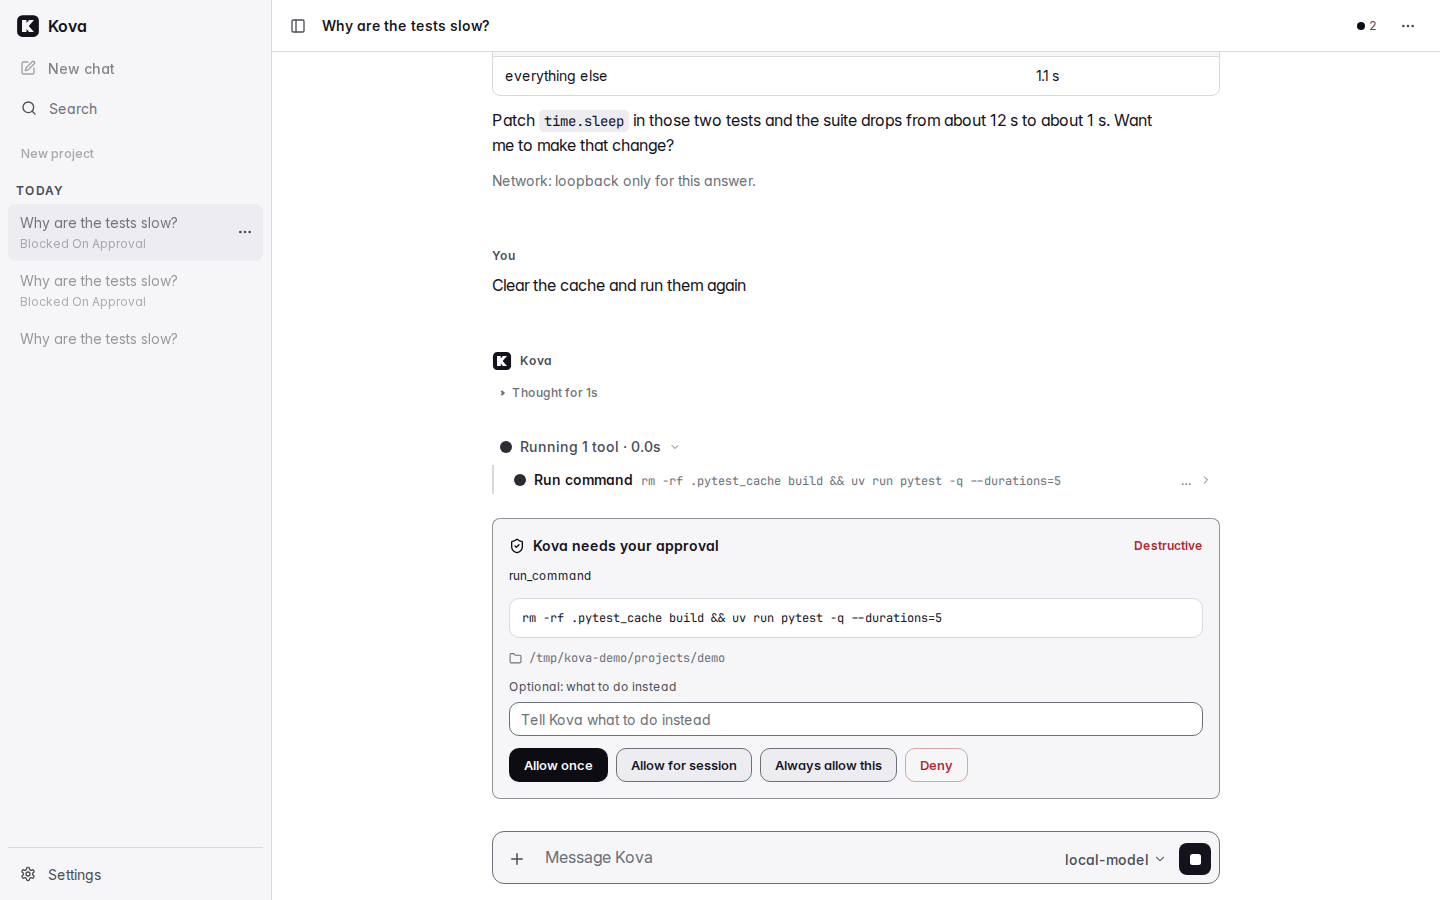 Kova
New chat
Search
New project
TODAY
Why are the tests slow?
Blocked On Approval
Why are the tests slow?
Blocked On Approval
Why are the tests slow?
Settings
Why are the tests slow?
2
everything else 1.1 s
Patch time.sleep in those two tests and the suite drops from about 12 s to about 1 s. Want
me to make that change?
Network: loopback only for this answer.
You
Clear the cache and run them again
Kova
Thought for 1s
Running 1 tool · 0.0s
Run command rm -rf .pytest_cache build && uv run pytest -q --durations=5 ...
Kova needs your approval Destructive
run_command
rm -rf .pytest_cache build && uv run pytest -q --durations=5
/tmp/kova-demo/projects/demo
Optional: what to do instead
Tell Kova what to do instead
Allow once Allow for session Always allow this Deny
Message Kova local-model